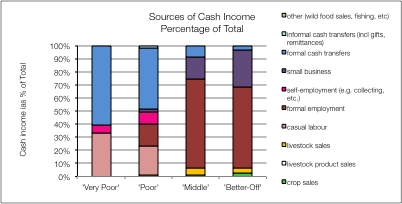 Sources of Cash Income
Percentage of Total
Cash income ias % of Total
100%
90%
80%
70%
60%
50%
40%
30%
20%
10%
0%
'Very Poor'
'Poor'
'Middle'
'Better-Off'
other (wild food sales, fishing, etc)
Informal cash transfers (incl gifts,
remittances)
formal cash transfers
small business
self-employment (e.g. collecting,
etc.)
formal employment
casual labour
livestock sales
livestock product sales
crop sales